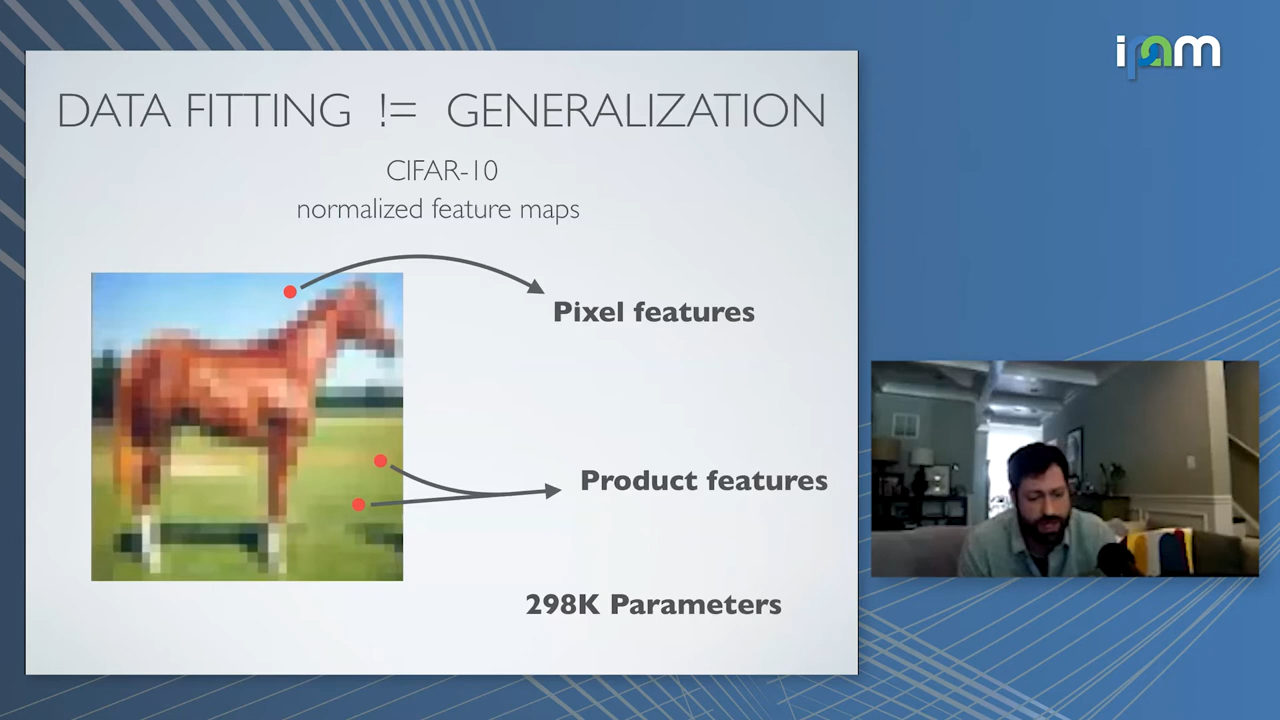 ipam
DATA FITTING != GENERALIZATION
CIFAR-10
normalized feature maps
Pixel features
Product features
298K Parameters